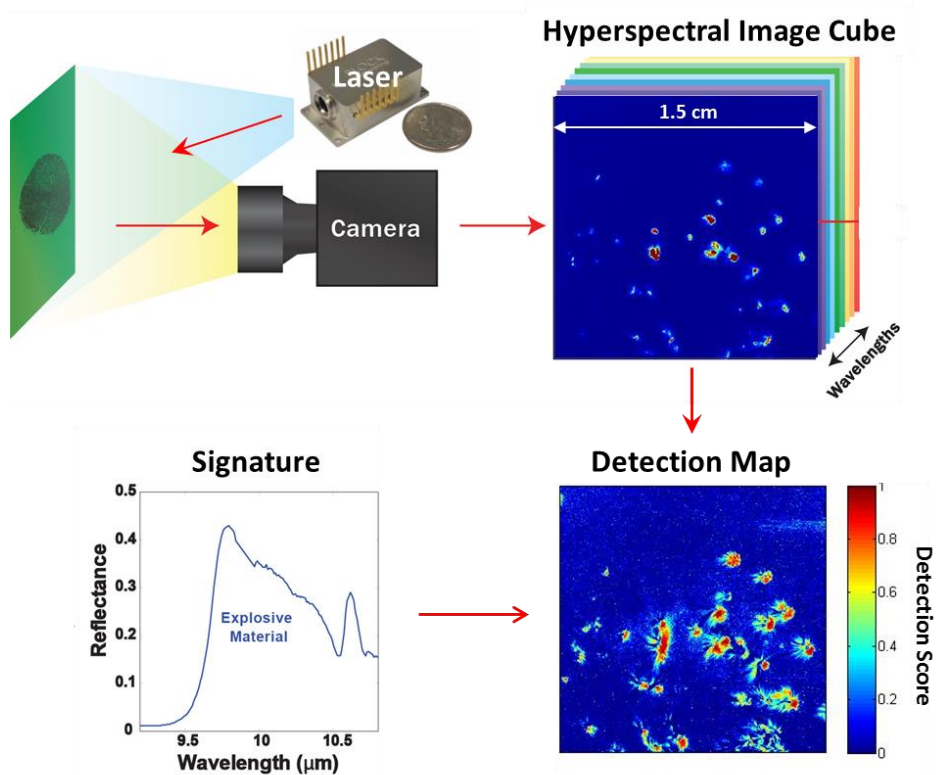 Hyperspectral Image Cube
Laser
1.5 cm
Camera
Wavelengths
Signature
Detection Map
0.5
0.4
0.3
0.2
0.1
0
Reflectance
Explosive
Material
9.5
10
10.5
Wavelength (μm)
1
0.8
0.6
0.4
0.2
0
Detection Score